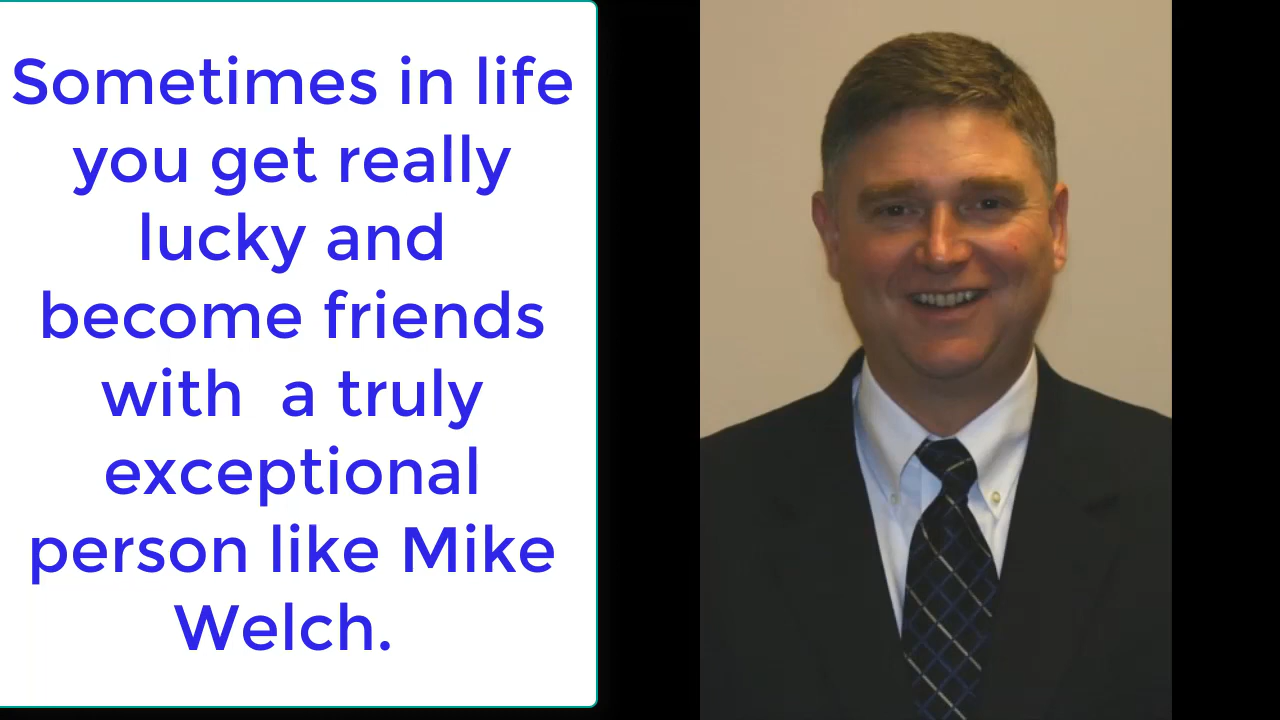 Sometimes in life
you get really
lucky and
become friends
with  a truly
exceptional
person like Mike
Welch.